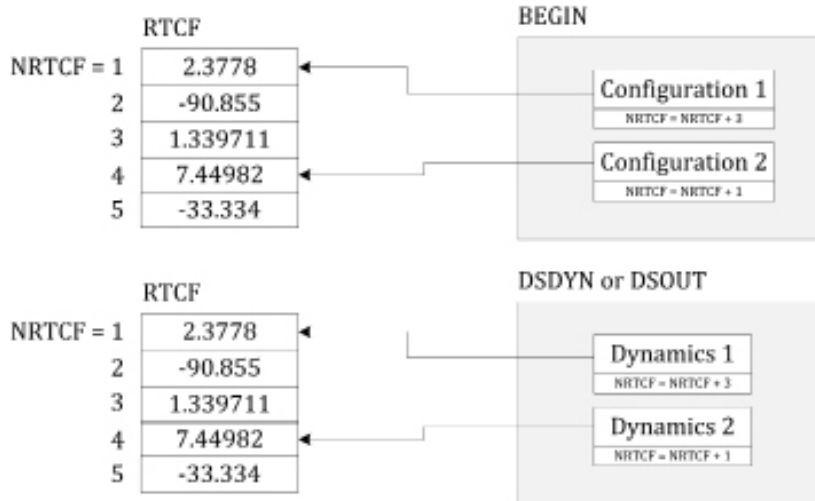 RTCF
BEGIN
NRTCF = 1
2.3778
2
-90.855
3
1.339711
4
7.44982
5
-33.334
Configuration 1
NRTCF = NRTCF + 3
Configuration 2
NRTCF = NRTCF + 1
RTCF
DSDYN or DSOUT
NRTCF = 1
2.3778
2
-90.855
3
1.339711
4
7.44982
5
-33.334
Dynamics 1
NRTCF = NRTCF + 3
Dynamics 2
NRTCF = NRTCF + 1